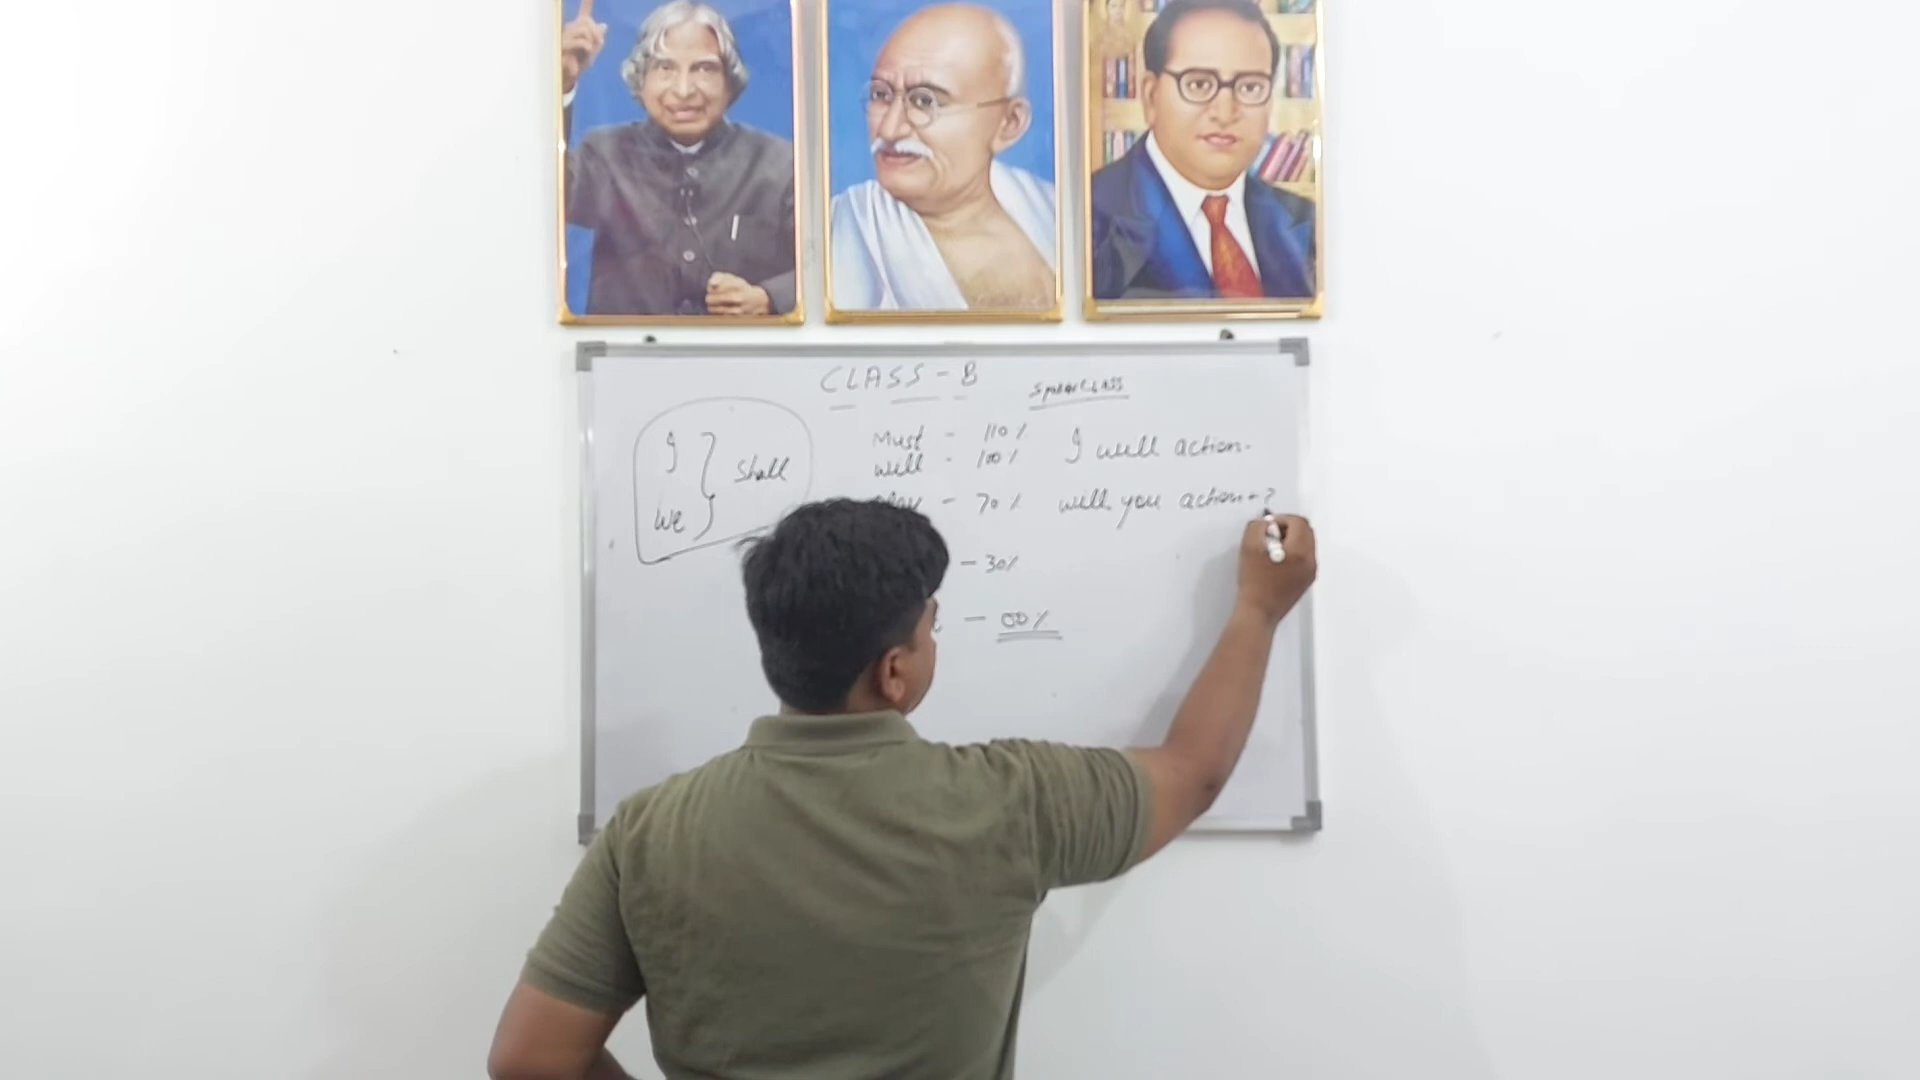 CLASS - 8
I
We
Shall
Must - 110%
will - 100%
- 70%
- 30%
- 00%
I will action.
will you action - ?